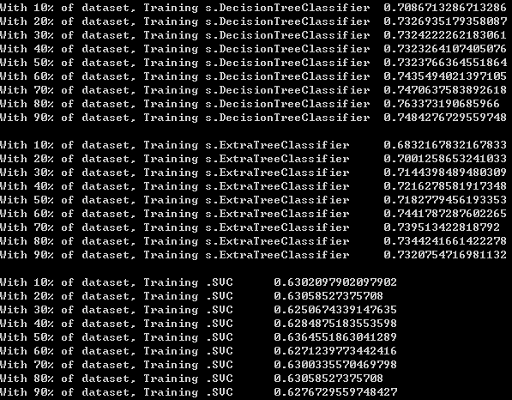 With 10% of dataset, Training s.DecisionTreeClassifier 0.7086713286713286
With 20% of dataset, Training s.DecisionTreeClassifier 0.7326935179358087
With 30% of dataset, Training s.DecisionTreeClassifier 0.7324222262183061
With 40% of dataset, Training s.DecisionTreeClassifier 0.7323264107405076
With 50% of dataset, Training s.DecisionTreeClassifier 0.7323766364551864
With 60% of dataset, Training s.DecisionTreeClassifier 0.7435494021397105
With 70% of dataset, Training s.DecisionTreeClassifier 0.7470637583892618
With 80% of dataset, Training s.DecisionTreeClassifier 0.763373190685966
With 90% of dataset, Training s.DecisionTreeClassifier 0.7484276729559748
With 10% of dataset, Training s.ExtraTreeClassifier 0.6832167832167833
With 20% of dataset, Training s.ExtraTreeClassifier 0.7001258653241033
With 30% of dataset, Training s.ExtraTreeClassifier 0.7144398489480309
With 40% of dataset, Training s.ExtraTreeClassifier 0.7216278581917348
With 50% of dataset, Training s.ExtraTreeClassifier 0.7182779456193353
With 60% of dataset, Training s.ExtraTreeClassifier 0.7441787287602265
With 70% of dataset, Training s.ExtraTreeClassifier 0.739513422818792
With 80% of dataset, Training s.ExtraTreeClassifier 0.7344241661422278
With 90% of dataset, Training s.ExtraTreeClassifier 0.7320754716981132
With 10% of dataset, Training .SVC 0.6302097902097902
With 20% of dataset, Training .SVC 0.63058527375708
With 30% of dataset, Training .SVC 0.6250674339147635
With 40% of dataset, Training .SVC 0.6284875183553598
With 50% of dataset, Training .SVC 0.6364551863041289
With 60% of dataset, Training .SVC 0.6271239773442416
With 70% of dataset, Training .SVC 0.6300335570469798
With 80% of dataset, Training .SVC 0.63058527375708
With 90% of dataset, Training .SVC 0.6276729559748427